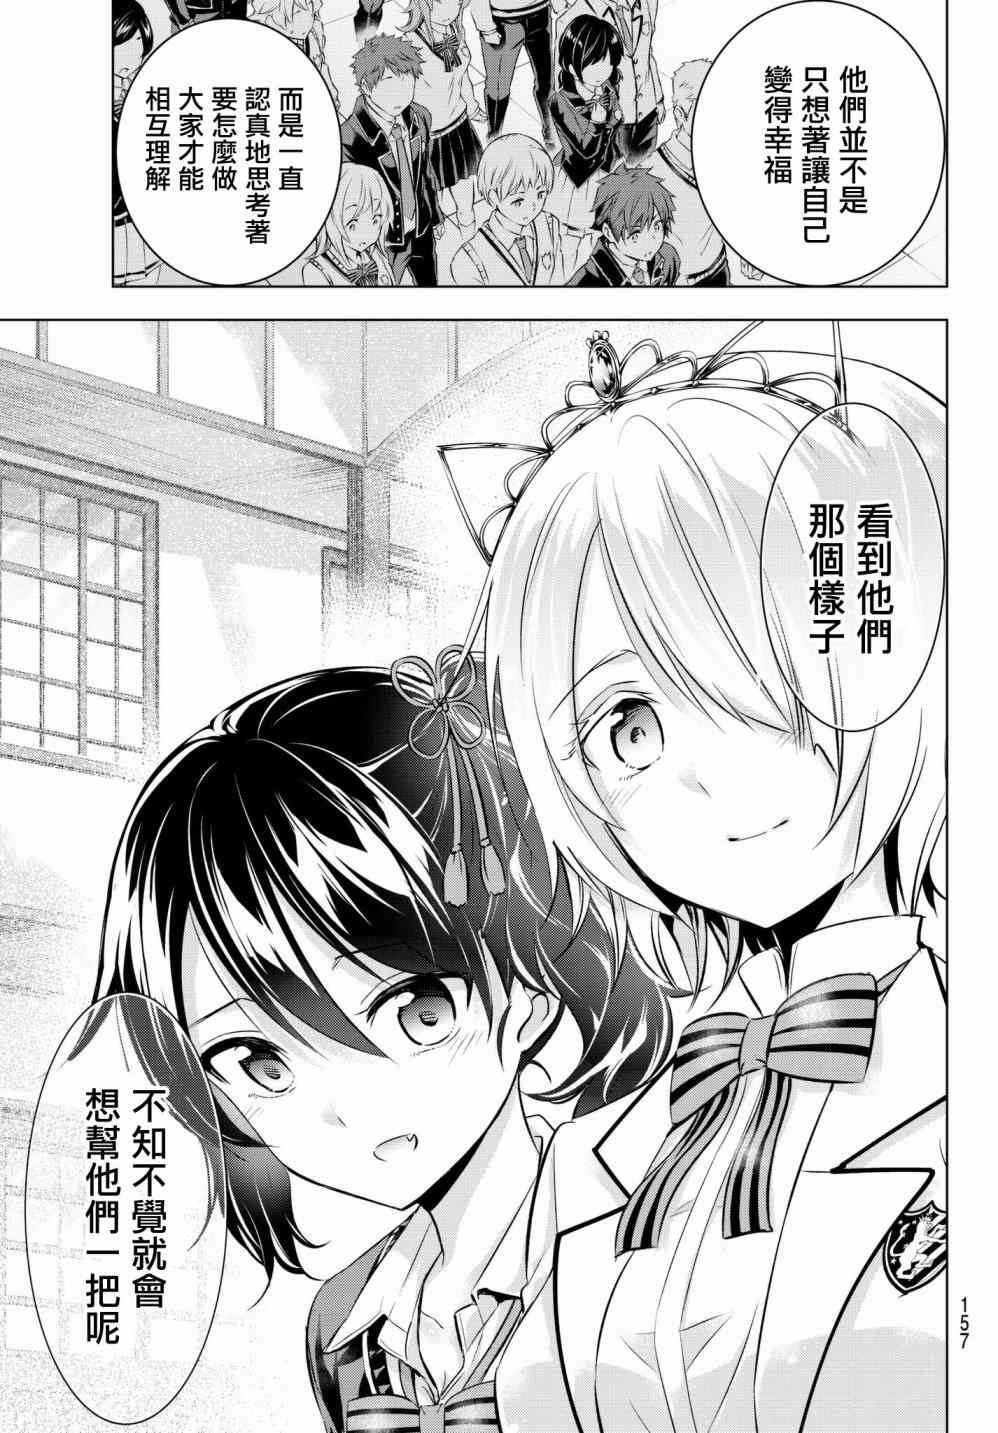 他們並不是
只想著讓自己
變得幸福
而是一直
認真地思考著
要怎麼做
大家才能
相互理解
看到他們
那個樣子
不知不覺就會
想幫他們一把呢
157